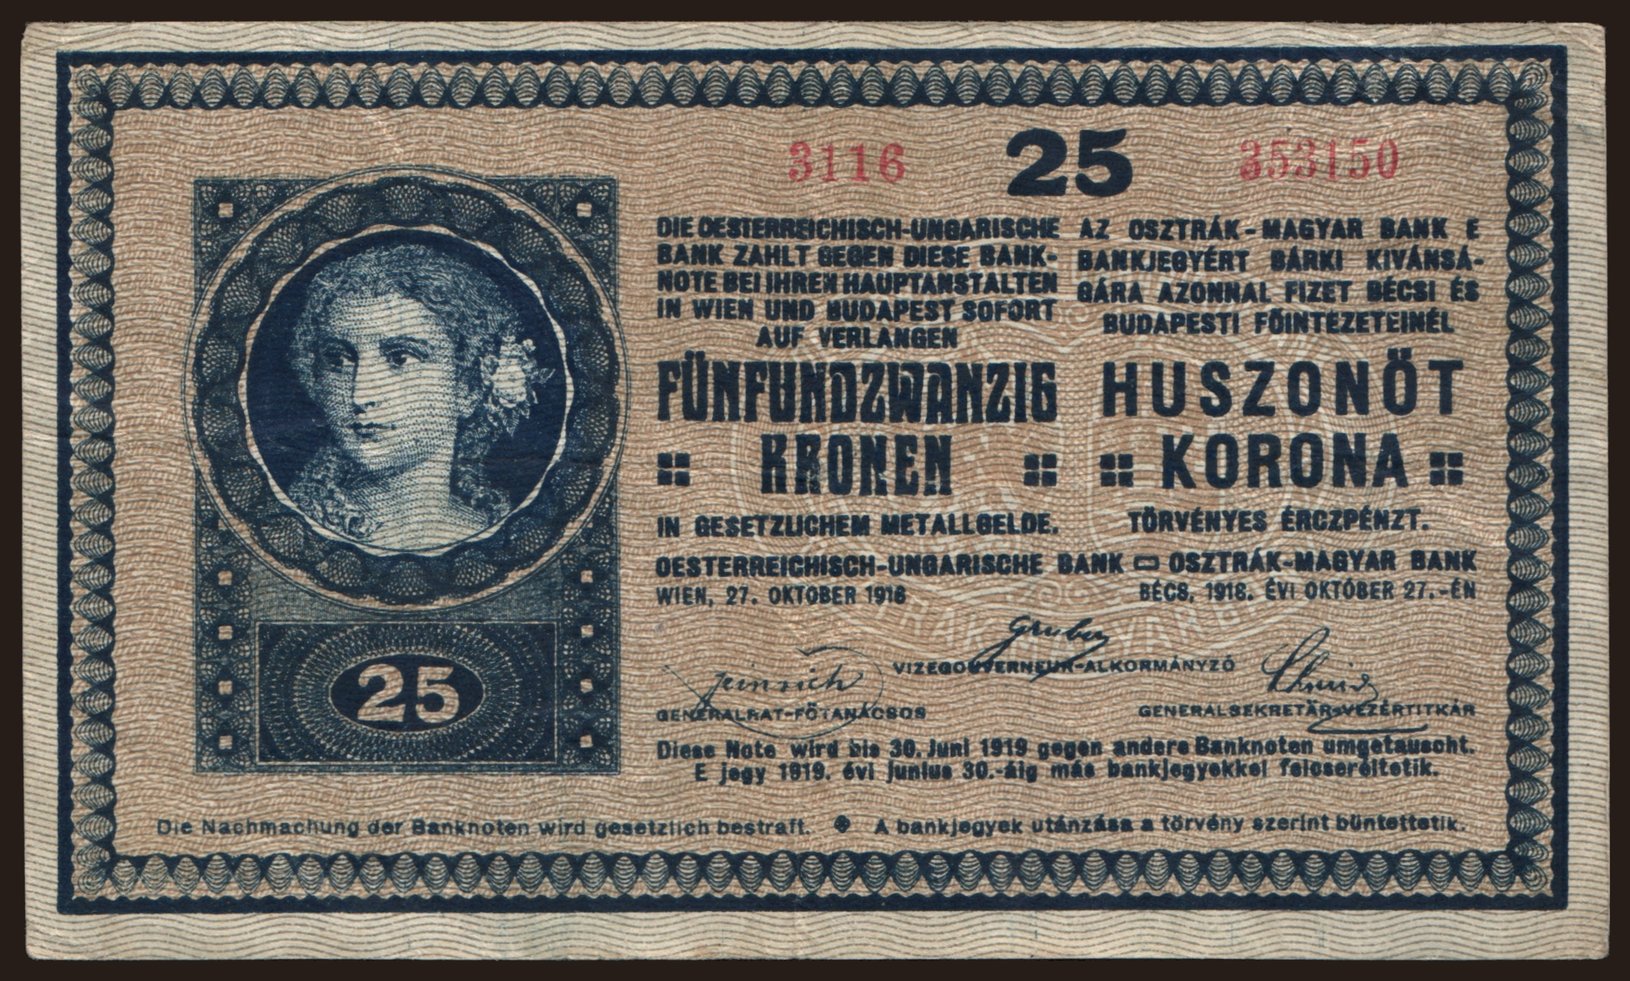 3116 25 353150
DIE OESTERREICHISCH-UNGARISCHE
BANK ZAHLT GEGEN DIESE BANK-
NOTE BEI IHREN HAUPTANSTALTEN
IN WIEN UND BUDAPEST SOFORT
AUF VERLANGEN
FÜNFUNDZWANZIG
KRONEN
IN GESETZLICHEM METALLGELDE.
AZ OSZTRÁK-MAGYAR BANK E
BANKJEGYÉRT BÁRKI KIVÁNSÁ-
GÁRA AZONNAL FIZET BÉCSI ÉS
BUDAPESTI FŐINTÉZETEINÉL
HUSZONÖT
KORONA
TÖRVÉNYES ÉRCZPÉNZT.
OESTERREICHISCH-UNGARISCHE BANK OSZTRÁK-MAGYAR BANK
WIEN, 27. OKTOBER 1918 BÉCS, 1918. ÉVI OKTÓBER 27.-ÉN
Gruber
VIZEGOUVERNEUR-ALKORMÁNYZÓ
GENERALRAT-FŐTANÁCSOS GENERALSEKRETÄR-VEZÉRTITKÁR
25
Diese Note wird bis 30. Juni 1919 gegen andere Banknoten umgetauscht.
E jegy 1919. évi junius 30.-áig más bankjegyekkel felcseréltetik.
Die Nachmachung der Banknoten wird gesetzlich bestraft. A bankjegyek utánzása a törvény szerint büntettetik.